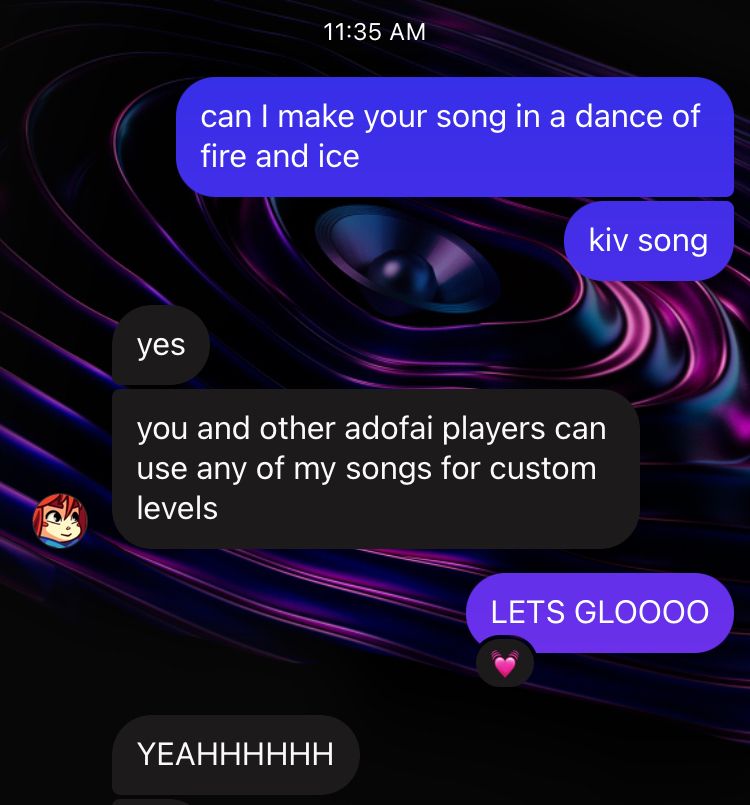 11:35 AM
can I make your song in a dance of
fire and ice
kiv song
yes
you and other adofai players can
use any of my songs for custom
levels
LETS GLOOOO
YEAHHHHHH